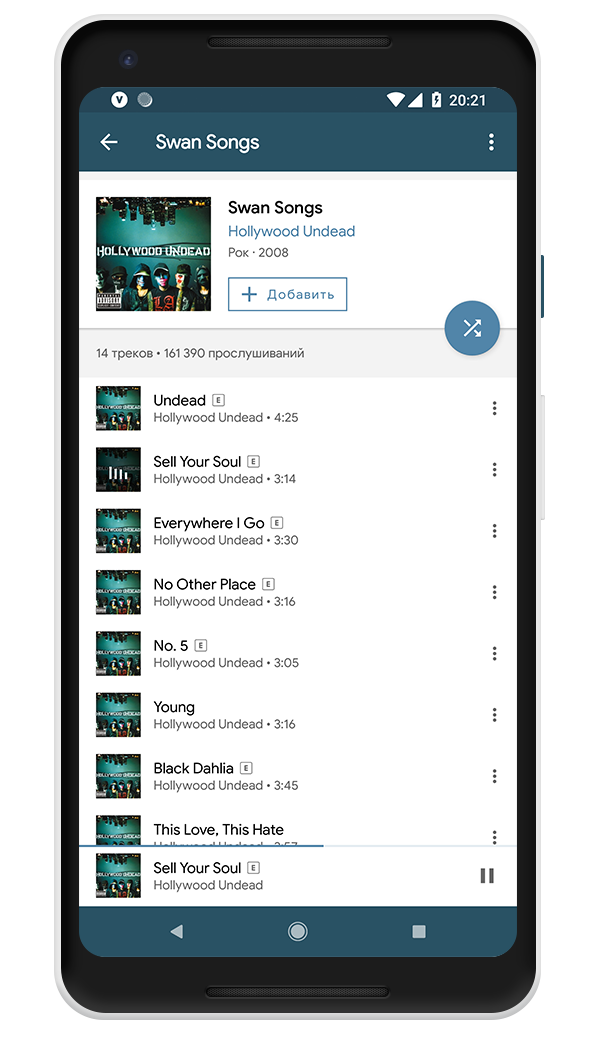 20:21
Swan Songs
HOLLYWOOD UNDEAD
Swan Songs
Hollywood Undead
Рок · 2008
+ Добавить
14 треков • 161 390 прослушиваний
Undead E
Hollywood Undead • 4:25
Sell Your Soul E
Hollywood Undead • 3:14
Everywhere I Go E
Hollywood Undead • 3:30
No Other Place E
Hollywood Undead • 3:16
No. 5 E
Hollywood Undead • 3:05
Young
Hollywood Undead • 3:16
Black Dahlia E
Hollywood Undead • 3:45
This Love, This Hate
Hollywood Undead • 3:57
Sell Your Soul E
Hollywood Undead